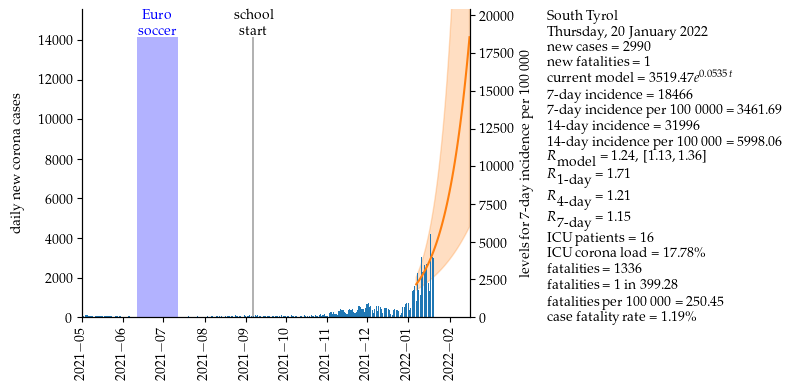 Euro
soccer
school
start
daily new corona cases
14000
12000
10000
8000
6000
4000
2000
0
2021−05
2021−06
2021−07
2021−08
2021−09
2021−10
2021−11
2021−12
2022−01
2022−02
20000
17500
15000
12500
10000
7500
5000
2500
0
levels for 7-day incidence per 100 000
South Tyrol
Thursday, 20 January 2022
new cases = 2990
new fatalities = 1
current model = 3519.47e^0.0535 t
7-day incidence = 18466
7-day incidence per 100 0000 = 3461.69
14-day incidence = 31996
14-day incidence per 100 000 = 5998.06
R model = 1.24, [1.13, 1.36]
R 1-day = 1.71
R 4-day = 1.21
R 7-day = 1.15
ICU patients = 16
ICU corona load = 17.78%
fatalities = 1336
fatalities = 1 in 399.28
fatalities per 100 000 = 250.45
case fatality rate = 1.19%